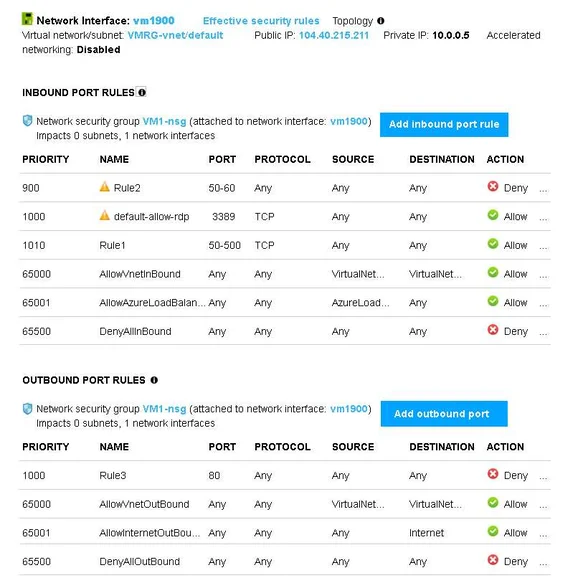 Network Interface: vm1900 Effective security rules Topology
Virtual network/subnet: VMRG-vnet/default Public IP: 104.40.215.211 Private IP: 10.0.0.5 Accelerated
networking: Disabled
INBOUND PORT RULES
Network security group VM1-nsg (attached to network interface: vm1900)
Impacts 0 subnets, 1 network interfaces
Add inbound port rule
PRIORITY NAME PORT PROTOCOL SOURCE DESTINATION ACTION
900 Rule2 50-60 Any Any Any Deny ...
1000 default-allow-rdp 3389 TCP Any Any Allow ...
1010 Rule1 50-500 TCP Any Any Allow ...
65000 AllowVnetInBound Any Any VirtualNet... VirtualNet... Allow ...
65001 AllowAzureLoadBalan... Any Any AzureLoad... Any Allow ...
65500 DenyAllInBound Any Any Any Any Deny ...
OUTBOUND PORT RULES
Network security group VM1-nsg (attached to network interface: vm1900)
Impacts 0 subnets, 1 network interfaces
Add outbound port
PRIORITY NAME PORT PROTOCOL SOURCE DESTINATION ACTION
1000 Rule3 80 Any Any Any Deny ...
65000 AllowVnetOutBound Any Any VirtualNet... VirtualNet... Allow ...
65001 AllowInternetOutBou... Any Any Any Internet Allow ...
65500 DenyAllOutBound Any Any Any Any Deny ...